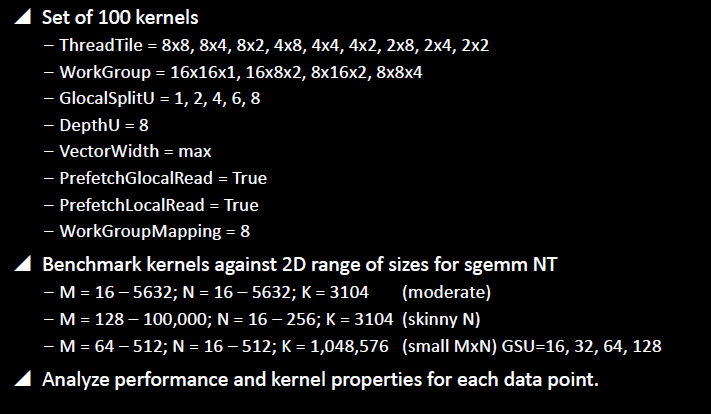 Set of 100 kernels
– ThreadTile = 8x8, 8x4, 8x2, 4x8, 4x4, 4x2, 2x8, 2x4, 2x2
– WorkGroup = 16x16x1, 16x8x2, 8x16x2, 8x8x4
– GlocalSplitU = 1, 2, 4, 6, 8
– DepthU = 8
– VectorWidth = max
– PrefetchGlocalRead = True
– PrefetchLocalRead = True
– WorkGroupMapping = 8
Benchmark kernels against 2D range of sizes for sgemm NT
– M = 16 – 5632; N = 16 – 5632; K = 3104 (moderate)
– M = 128 – 100,000; N = 16 – 256; K = 3104 (skinny N)
– M = 64 – 512; N = 16 – 512; K = 1,048,576 (small MxN) GSU=16, 32, 64, 128
Analyze performance and kernel properties for each data point.